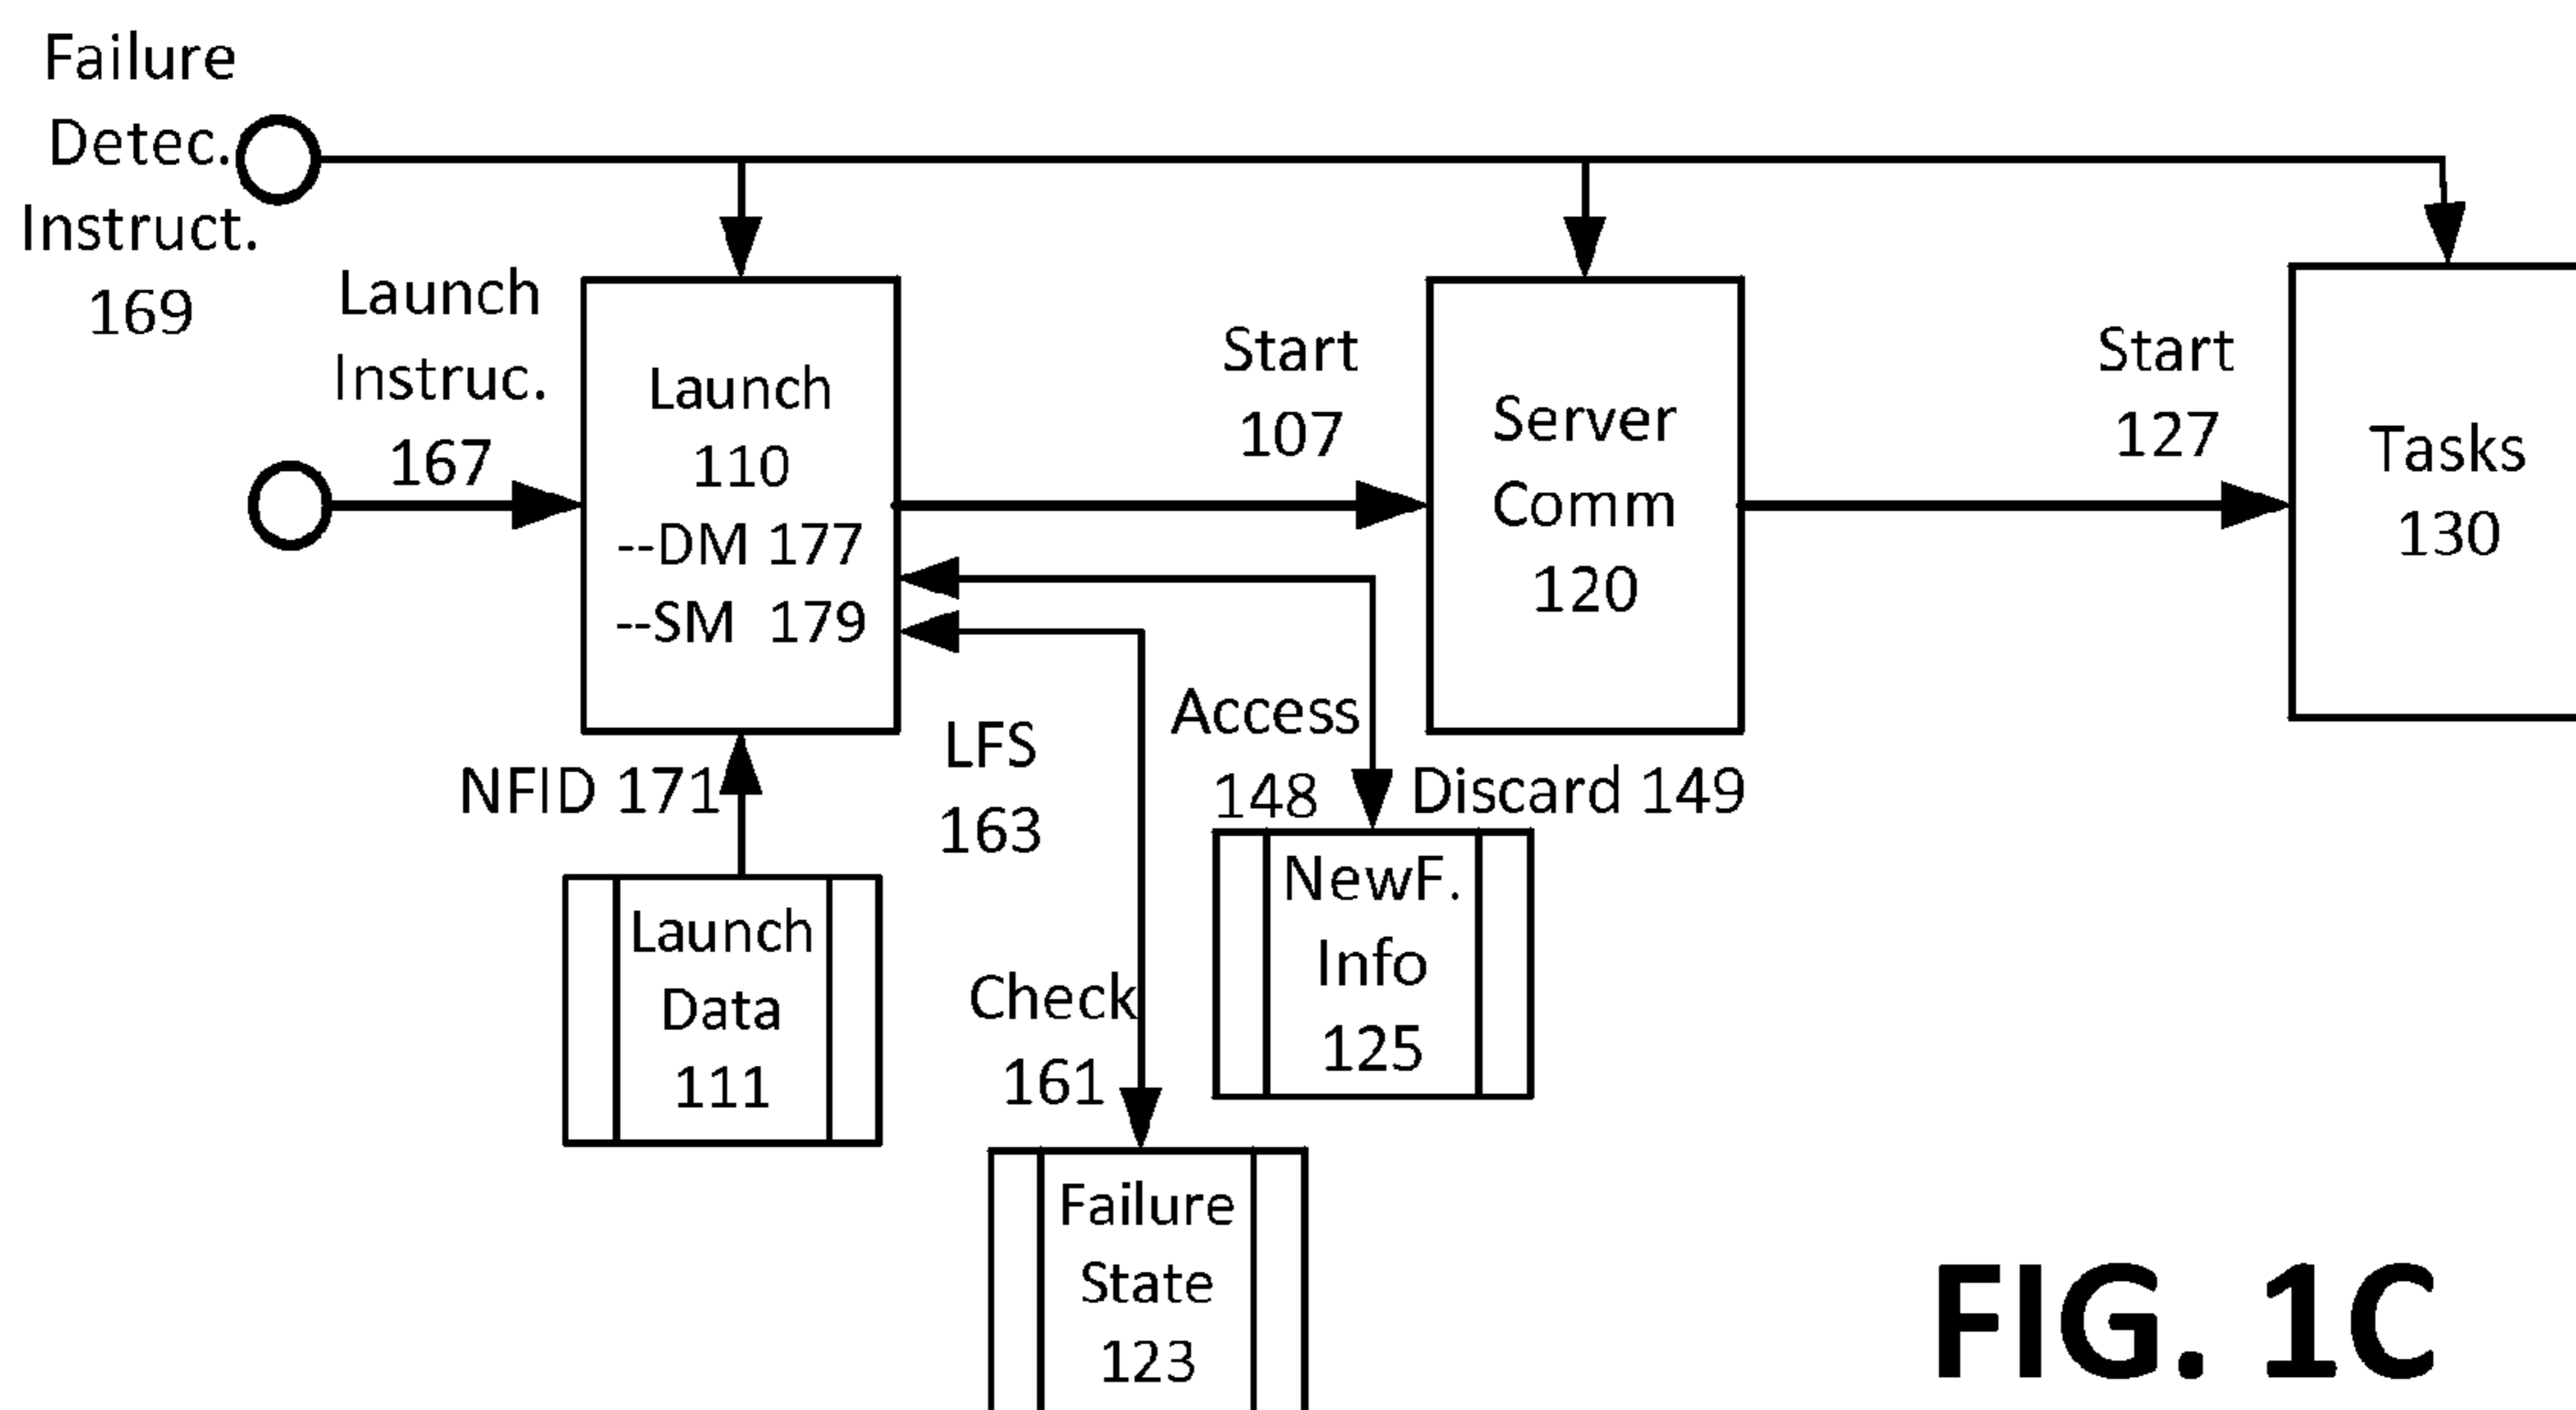 Failure
Detec.
Instruct.
169
Launch
Instruc.
167
Launch
110
--DM 177
--SM 179
Start
107
Server
Comm
120
Start
127
Tasks
130
NFID 171
LFS
163
Access
148
Discard 149
Launch
Data
111
NewF.
Info
125
Check
161
Failure
State
123
FIG. 1C